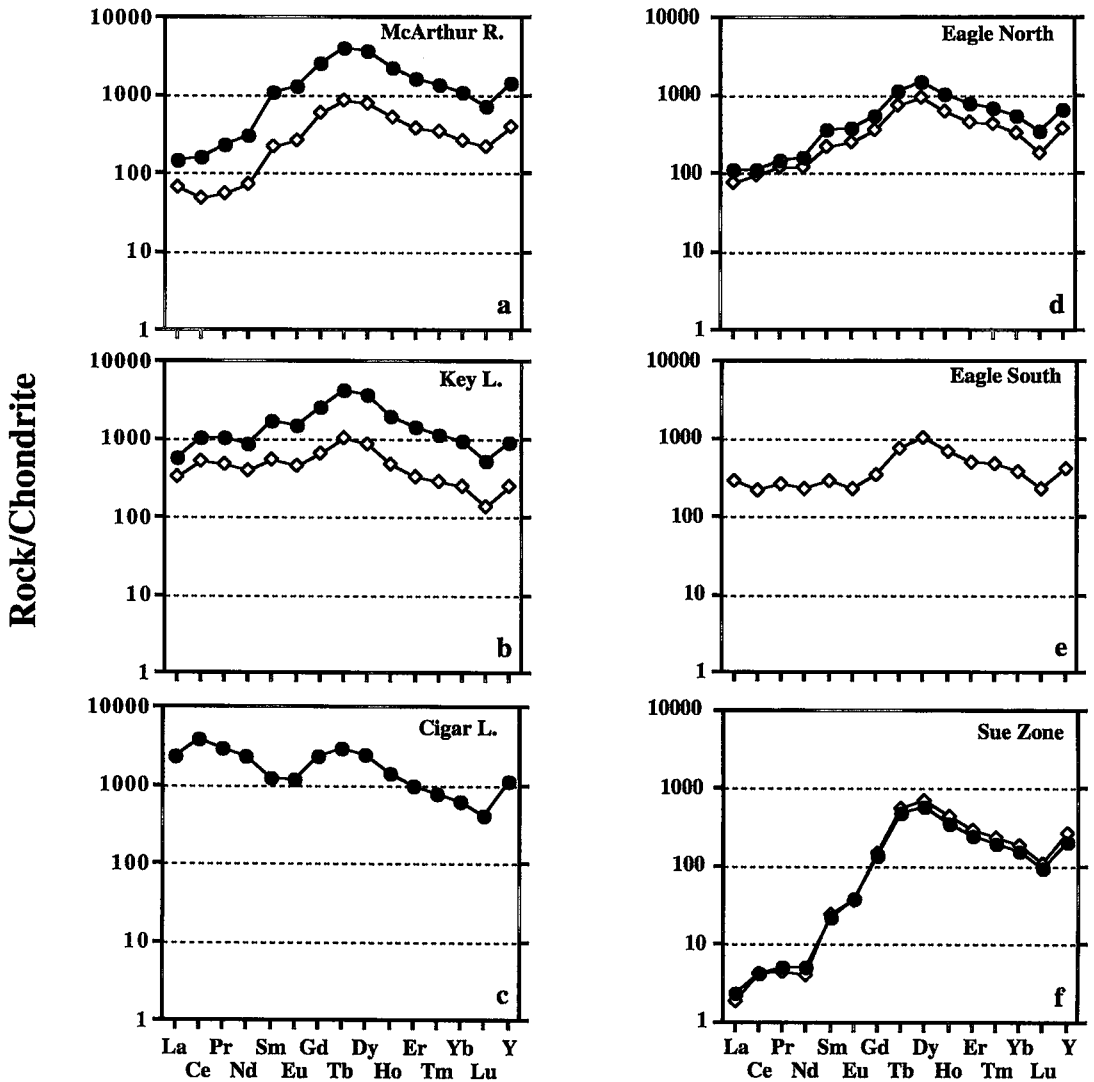 Rock/Chondrite
10000
1000
100
10
1
McArthur R.
a
10000
1000
100
10
1
Key L.
b
10000
1000
100
10
1
Cigar L.
c
La Pr Sm Gd Dy Er Yb Y
Ce Nd Eu Tb Ho Tm Lu
10000
1000
100
10
1
Eagle North
d
10000
1000
100
10
1
Eagle South
e
10000
1000
100
10
1
Sue Zone
f
La Pr Sm Gd Dy Er Yb Y
Ce Nd Eu Tb Ho Tm Lu